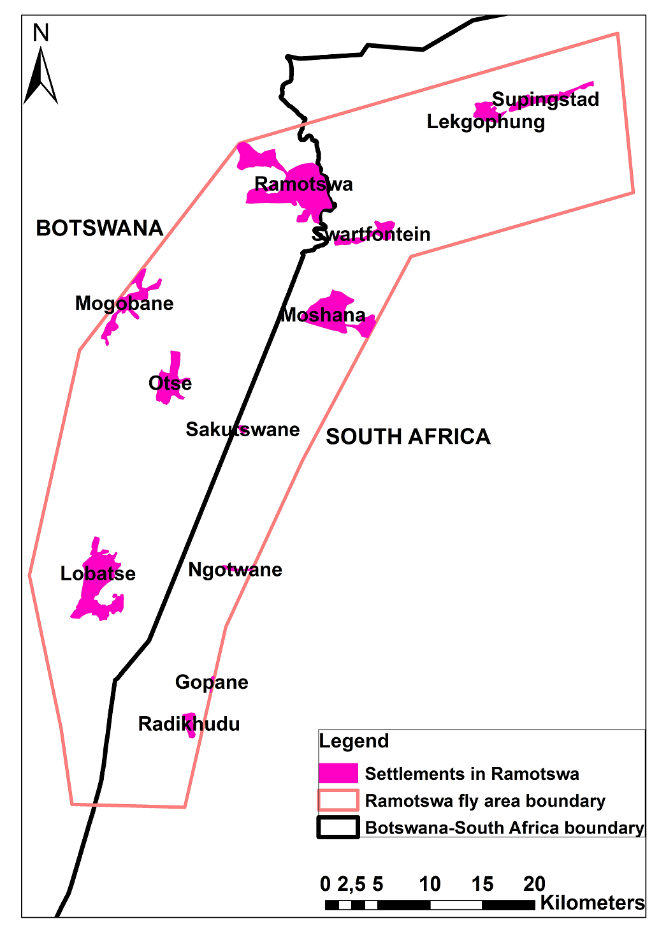 N
Supingstad
Lekgophung
Ramotswa
BOTSWANA
Swartfontein
Mogobane
Moshana
Otse
Sakutswane
SOUTH AFRICA
Lobatse
Ngotwane
Gopane
Radikhudu
Legend
Settlements in Ramotswa
Ramotswa fly area boundary
Botswana-South Africa boundary
0 2,5 5 10 15 20
Kilometers